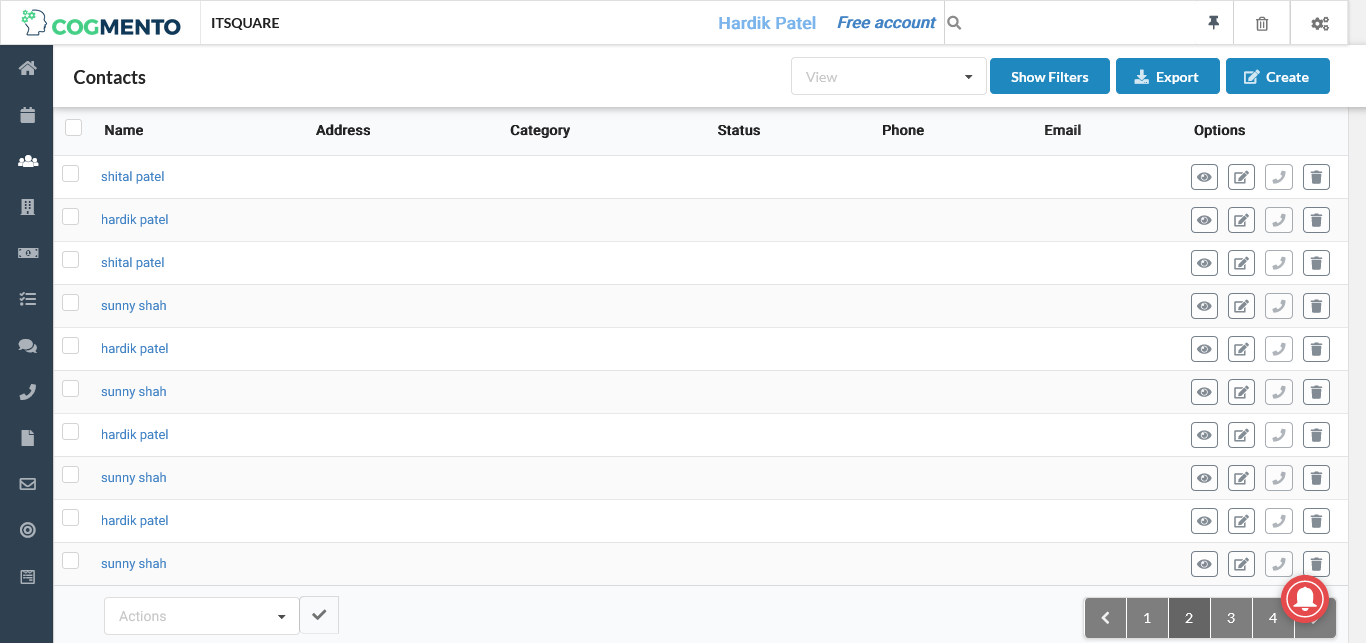 COGMENTO ITSQUARE Hardik Patel Free account
Contacts View Show Filters Export Create
Name Address Category Status Phone Email Options
shital patel
hardik patel
shital patel
sunny shah
hardik patel
sunny shah
hardik patel
sunny shah
hardik patel
sunny shah
Actions 1 2 3 4